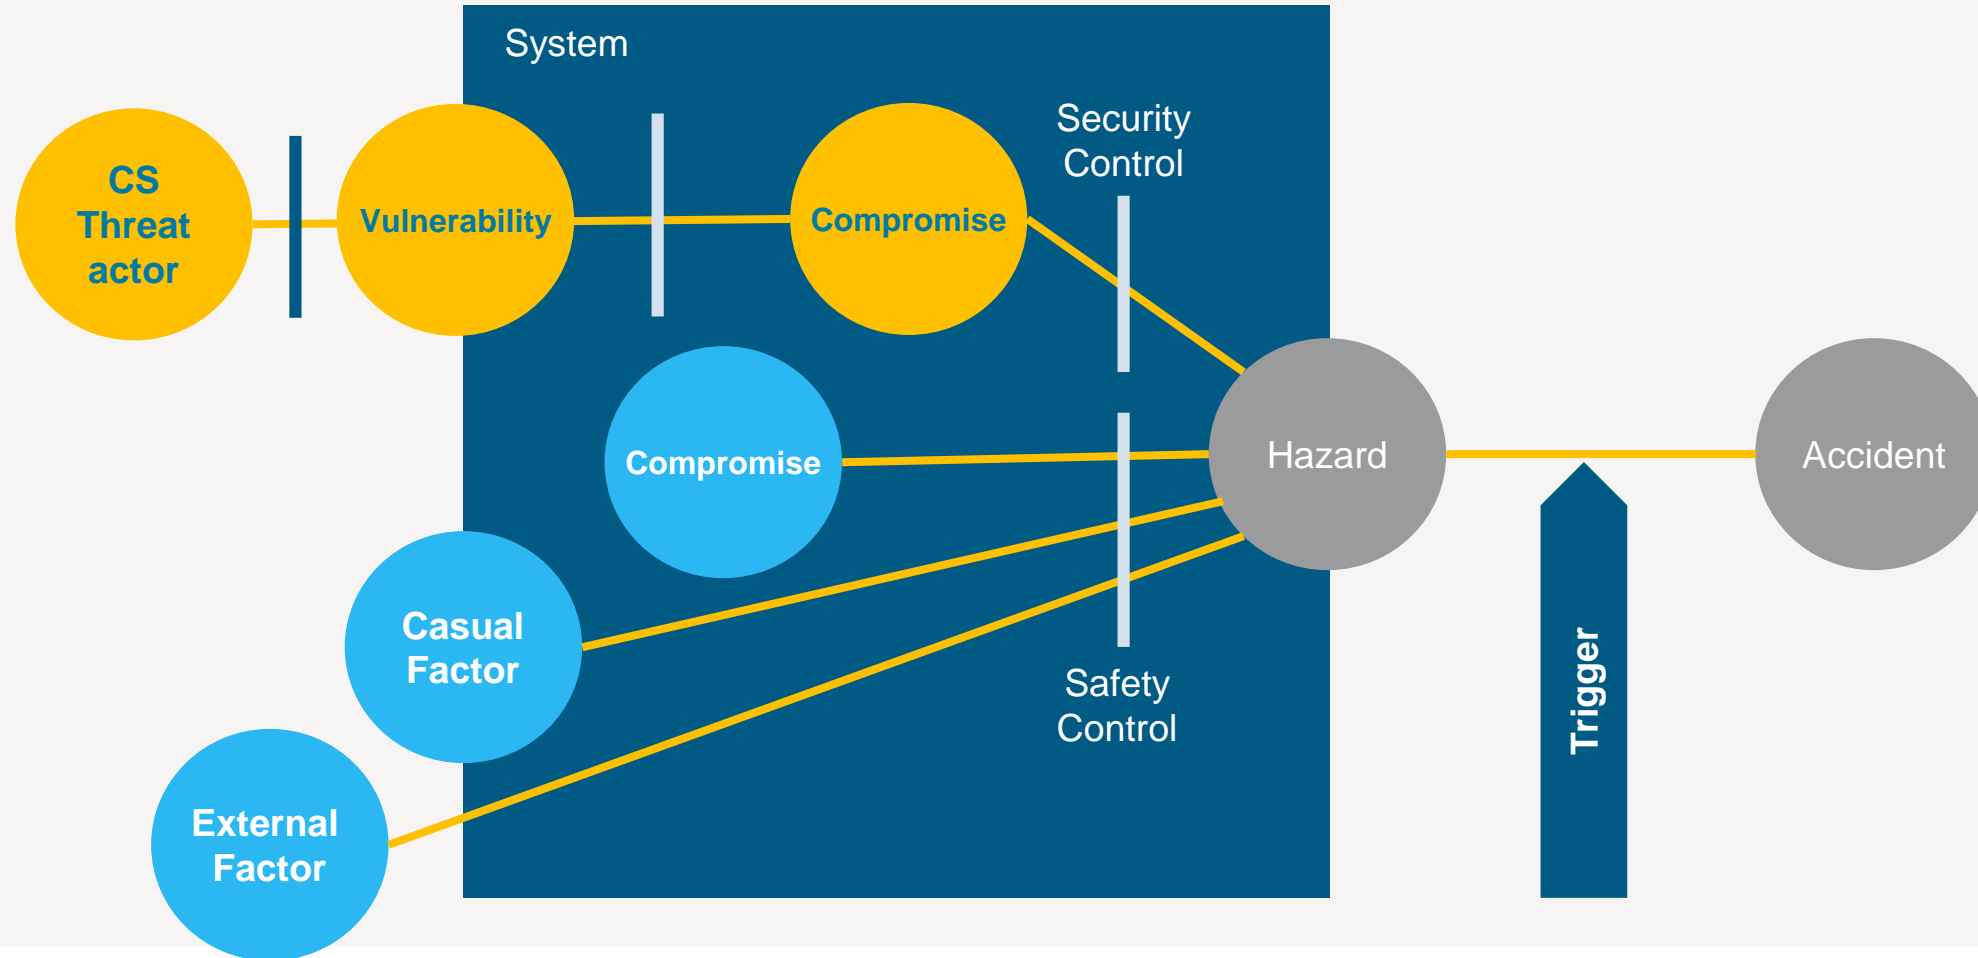 System
CS
Threat
actor
Vulnerability
Compromise
Security
Control
Compromise
Hazard
Accident
Casual
Factor
Safety
Control
Trigger
External
Factor